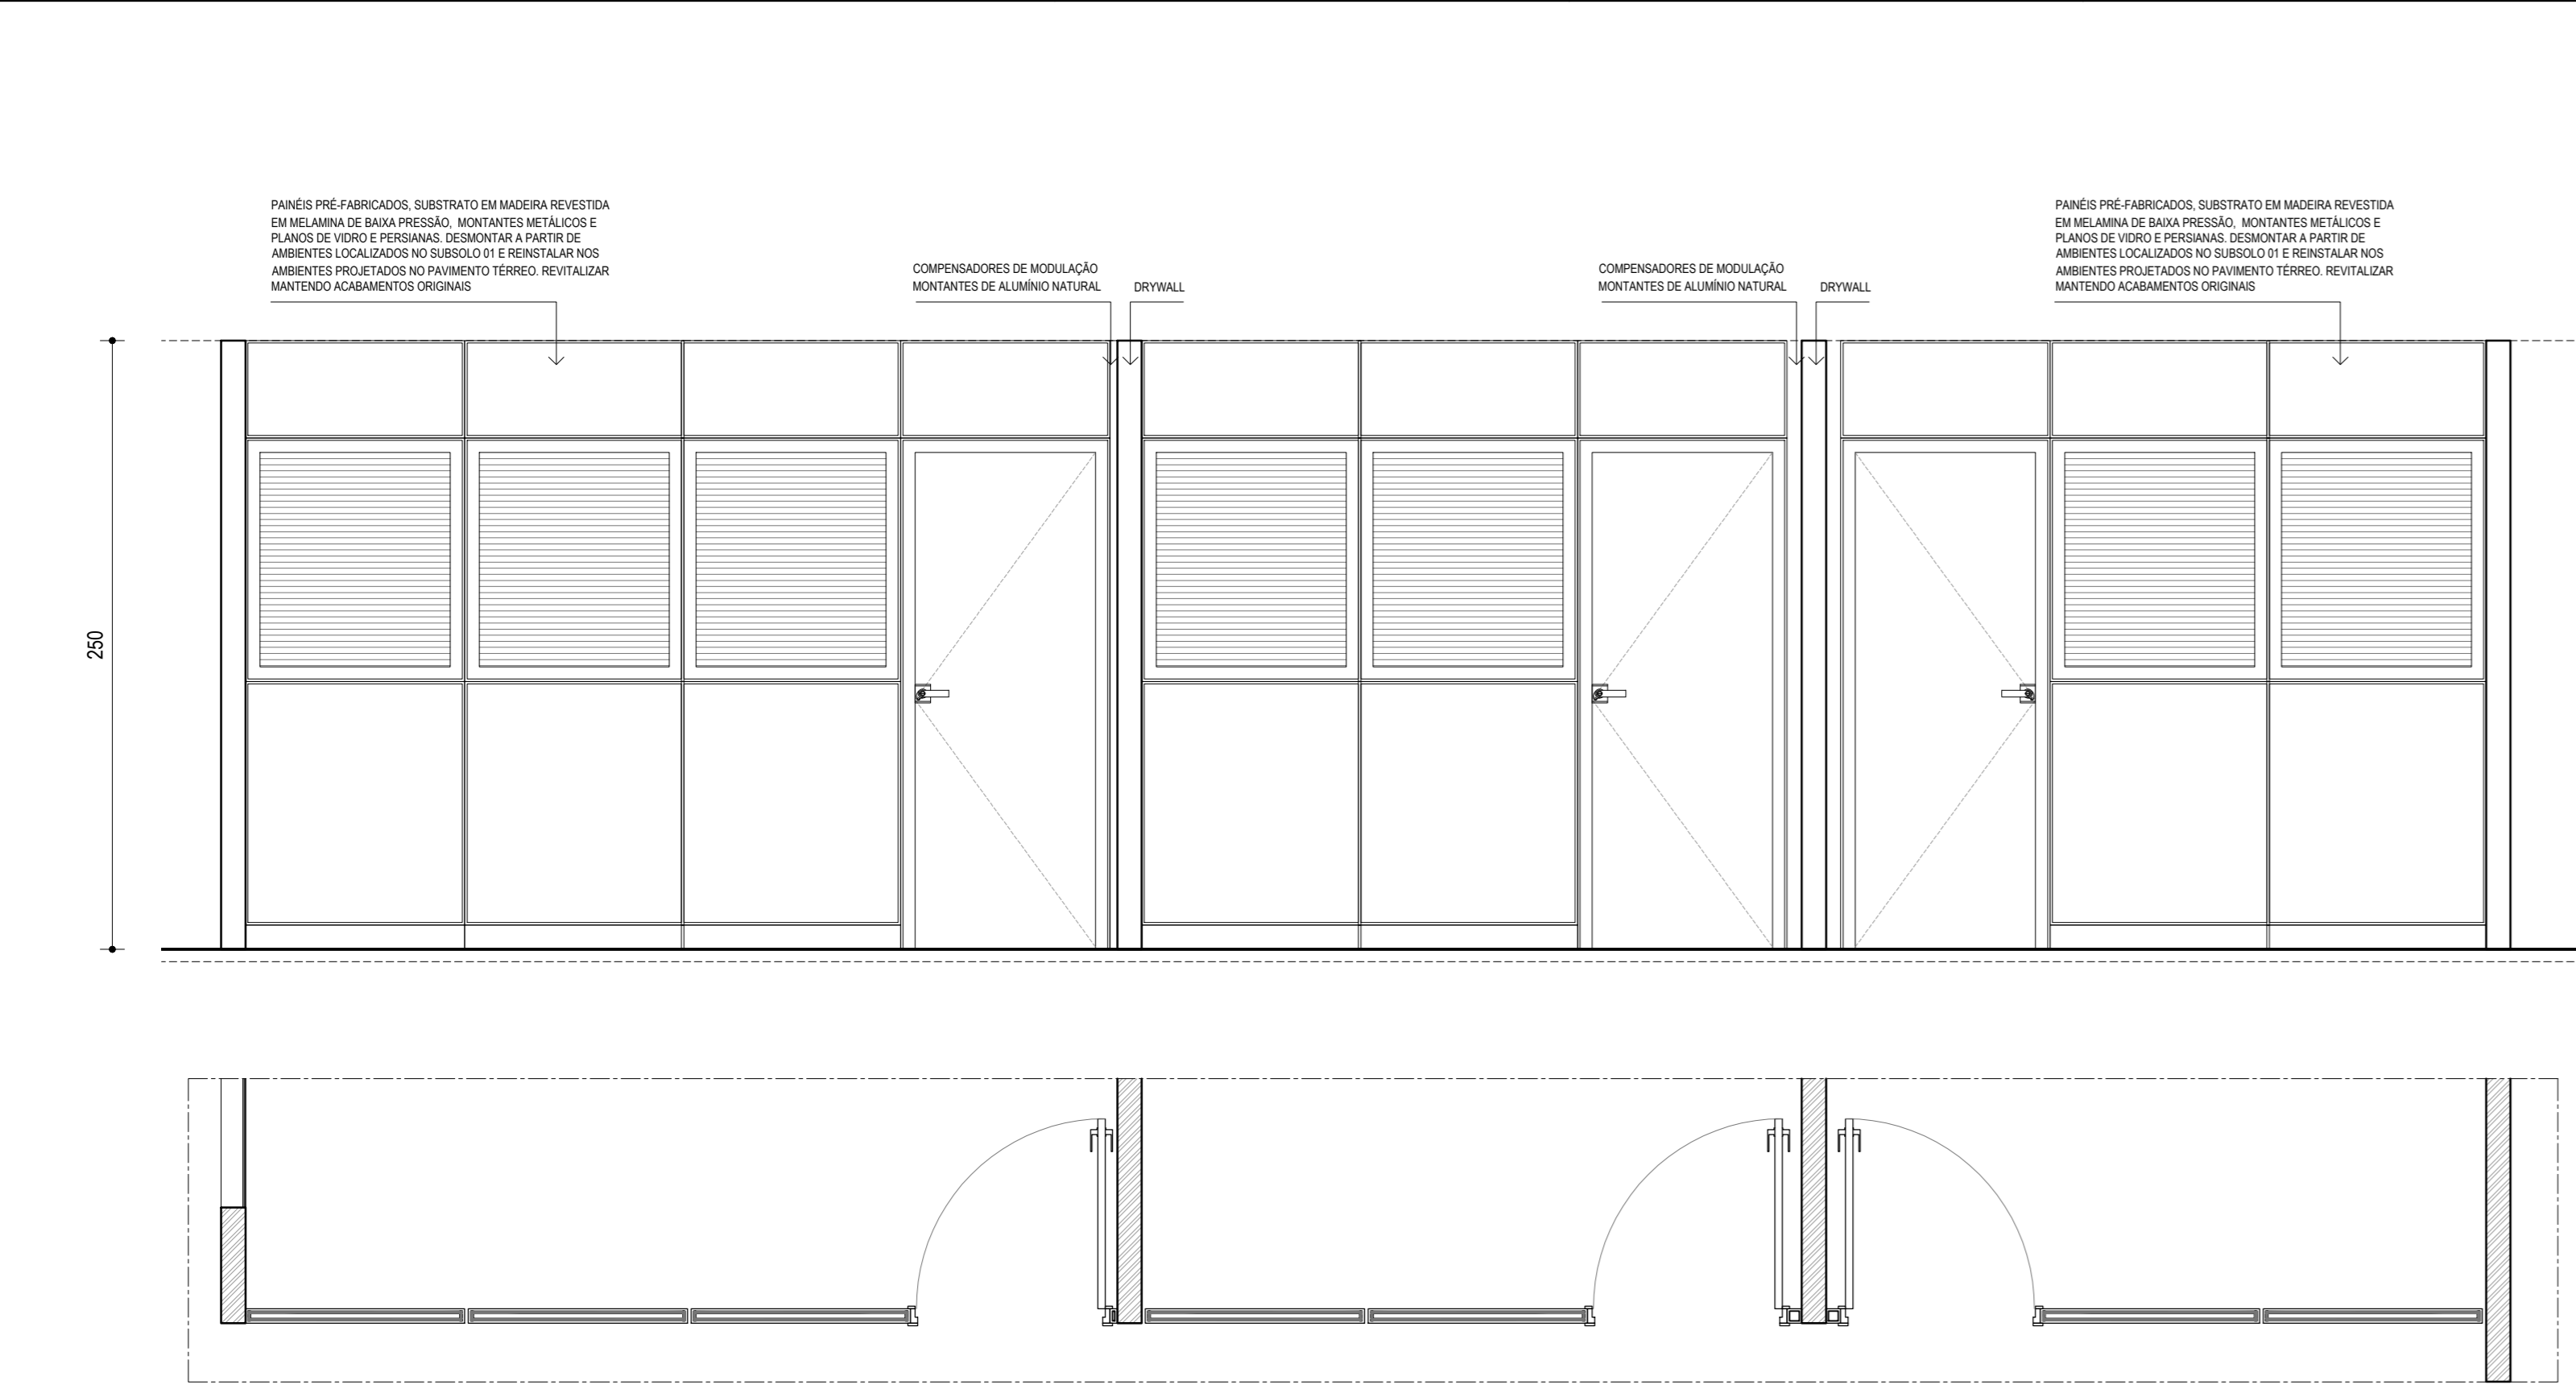 PAINÉIS PRÉ-FABRICADOS, SUBSTRATO EM MADEIRA REVESTIDA
EM MELAMINA DE BAIXA PRESSÃO, MONTANTES METÁLICOS E
PLANOS DE VIDRO E PERSIANAS. DESMONTAR A PARTIR DE
AMBIENTES LOCALIZADOS NO SUBSOLO 01 E REINSTALAR NOS
AMBIENTES PROJETADOS NO PAVIMENTO TÉRREO. REVITALIZAR
MANTENDO ACABAMENTOS ORIGINAIS
COMPENSADORES DE MODULAÇÃO
MONTANTES DE ALUMÍNIO NATURAL
DRYWALL
COMPENSADORES DE MODULAÇÃO
MONTANTES DE ALUMÍNIO NATURAL
DRYWALL
PAINÉIS PRÉ-FABRICADOS, SUBSTRATO EM MADEIRA REVESTIDA
EM MELAMINA DE BAIXA PRESSÃO, MONTANTES METÁLICOS E
PLANOS DE VIDRO E PERSIANAS. DESMONTAR A PARTIR DE
AMBIENTES LOCALIZADOS NO SUBSOLO 01 E REINSTALAR NOS
AMBIENTES PROJETADOS NO PAVIMENTO TÉRREO. REVITALIZAR
MANTENDO ACABAMENTOS ORIGINAIS
250